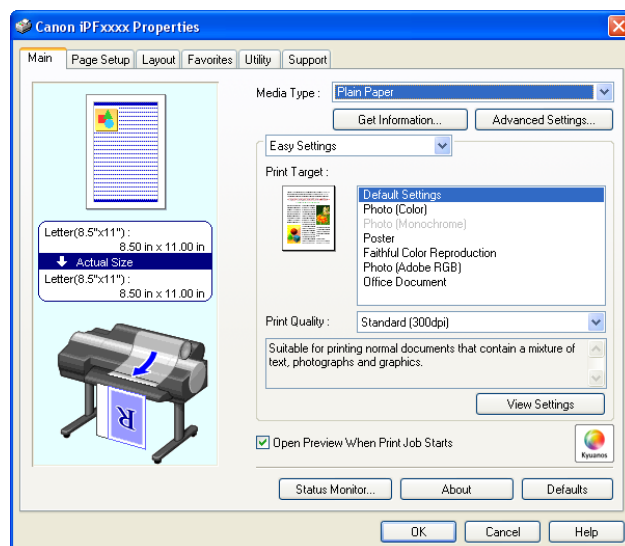 Canon iPFxxxx Properties
Main Page Setup Layout Favorites Utility Support
Media Type : Plain Paper
Get Information... Advanced Settings...
Easy Settings
Print Target :
Default Settings
Photo (Color)
Photo (Monochrome)
Poster
Faithful Color Reproduction
Photo (Adobe RGB)
Office Document
Letter(8.5"x11") :
8.50 in x 11.00 in
Actual Size
Letter(8.5"x11") :
8.50 in x 11.00 in
R
Print Quality : Standard (300dpi)
Suitable for printing normal documents that contain a mixture of
text, photographs and graphics.
View Settings
Open Preview When Print Job Starts
Kyuanos
Status Monitor... About Defaults
OK Cancel Help